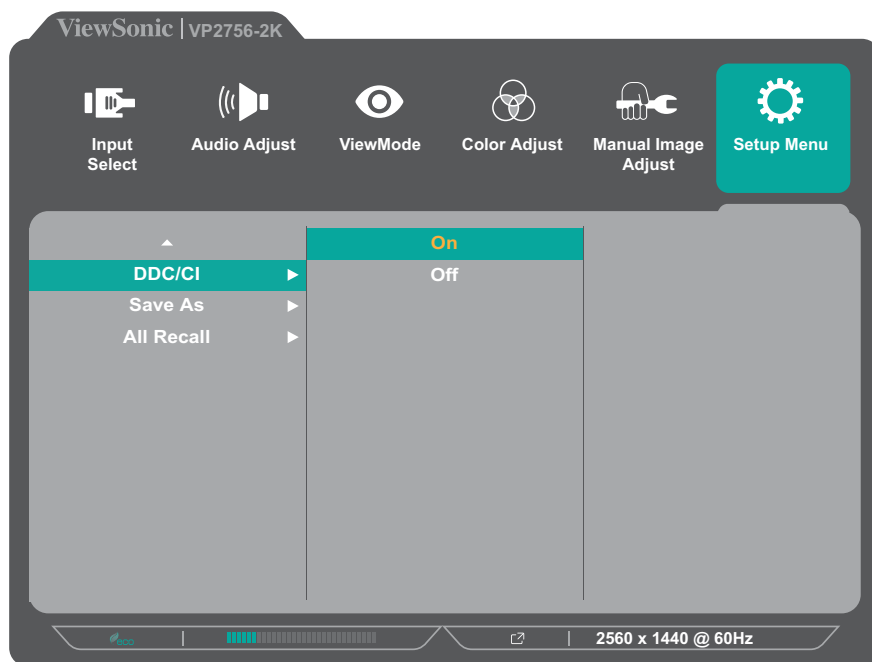 ViewSonic | VP2756-2K
Input Select
Audio Adjust
ViewMode
Color Adjust
Manual Image Adjust
Setup Menu
DDC/CI
Save As
All Recall
On
Off
eco
2560 x 1440 @ 60Hz